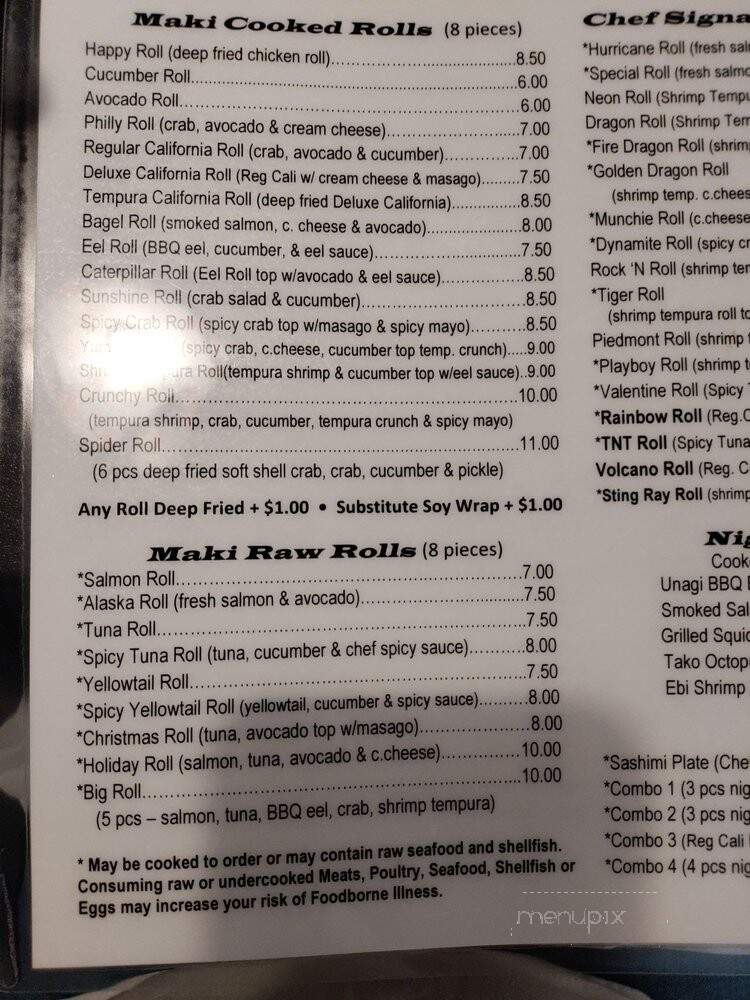 Maki Cooked Rolls (8 pieces)
Happy Roll (deep fried chicken roll)......8.50
Cucumber Roll......6.00
Avocado Roll......6.00
Philly Roll (crab, avocado & cream cheese)......7.00
Regular California Roll (crab, avocado & cucumber)......7.00
Deluxe California Roll (Reg Cali w/ cream cheese & masago)......7.50
Tempura California Roll (deep fried Deluxe California)......8.50
Bagel Roll (smoked salmon, c. cheese & avocado)......8.00
Eel Roll (BBQ eel, cucumber, & eel sauce)......7.50
Caterpillar Roll (Eel Roll top w/avocado & eel sauce)......8.50
Sunshine Roll (crab salad & cucumber)......8.50
Spicy Crab Roll (spicy crab top w/masago & spicy mayo)......8.50
(spicy crab, c.cheese, cucumber top temp. crunch).....9.00
Roll(tempura shrimp & cucumber top w/eel sauce)..9.00
Crunchy Roll......10.00
(tempura shrimp, crab, cucumber, tempura crunch & spicy mayo)
Spider Roll......11.00
(6 pcs deep fried soft shell crab, crab, cucumber & pickle)
Any Roll Deep Fried + $1.00 • Substitute Soy Wrap + $1.00
Maki Raw Rolls (8 pieces)
*Salmon Roll......7.00
*Alaska Roll (fresh salmon & avocado)......7.50
*Tuna Roll......7.50
*Spicy Tuna Roll (tuna, cucumber & chef spicy sauce)......8.00
*Yellowtail Roll......7.50
*Spicy Yellowtail Roll (yellowtail, cucumber & spicy sauce)......8.00
*Christmas Roll (tuna, avocado top w/masago)......8.00
*Holiday Roll (salmon, tuna, avocado & c.cheese)......10.00
*Big Roll......10.00
(5 pcs – salmon, tuna, BBQ eel, crab, shrimp tempura)
* May be cooked to order or may contain raw seafood and shellfish.
Consuming raw or undercooked Meats, Poultry, Seafood, Shellfish or
Eggs may increase your risk of Foodborne Illness.
Chef Signa
*Hurricane Roll (fresh sal
*Special Roll (fresh salmo
Neon Roll (Shrimp Tempu
Dragon Roll (Shrimp Tem
*Fire Dragon Roll (shrim
*Golden Dragon Roll
(shrimp temp. c.chees
*Munchie Roll (c.cheese
*Dynamite Roll (spicy cr
Rock 'N Roll (shrimp ter
*Tiger Roll
(shrimp tempura roll to
Piedmont Roll (shrimp t
*Playboy Roll (shrimp t
*Valentine Roll (Spicy
*Rainbow Roll (Reg.C
*TNT Roll (Spicy Tuna
Volcano Roll (Reg. C
*Sting Ray Roll (shrimp
Nig
Cook
Unagi BBQ
Smoked Sal
Grilled Squid
Tako Octop
Ebi Shrimp
*Sashimi Plate (Che
*Combo 1 (3 pcs nig
*Combo 2 (3 pcs nig
*Combo 3 (Reg Cali
*Combo 4 (4 pcs nig
menupix